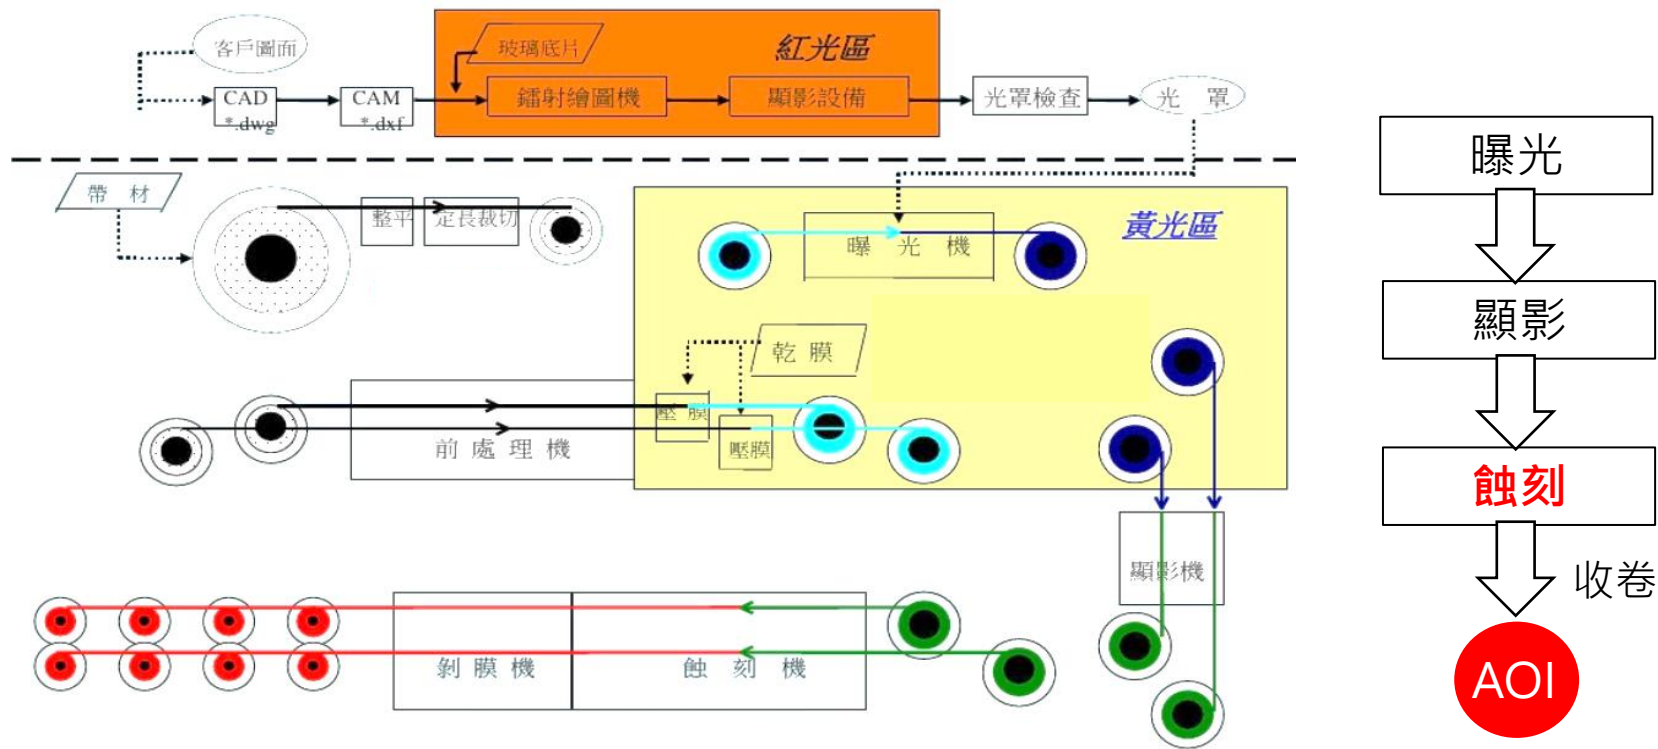 客戶圖面
玻璃底片
紅光區
CAD
*.dwg
CAM
*.dxf
鐳射繪圖機
顯影設備
光罩檢查
光 罩
帶 材
整平
定長裁切
黃光區
曝 光 機
乾 膜
壓 膜
壓膜
前 處 理 機
顯影機
剝 膜 機
蝕 刻 機
曝光
顯影
蝕刻
收卷
AOI